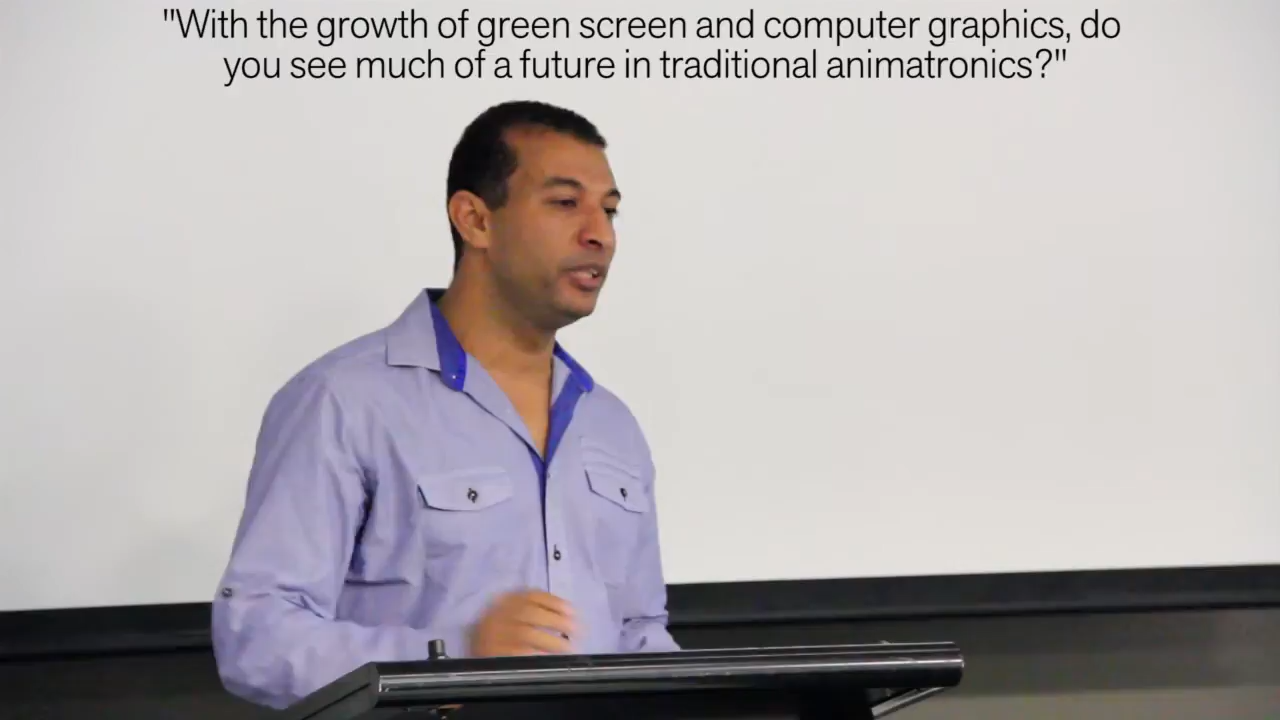 "With the growth of green screen and computer graphics, do
you see much of a future in traditional animatronics?"